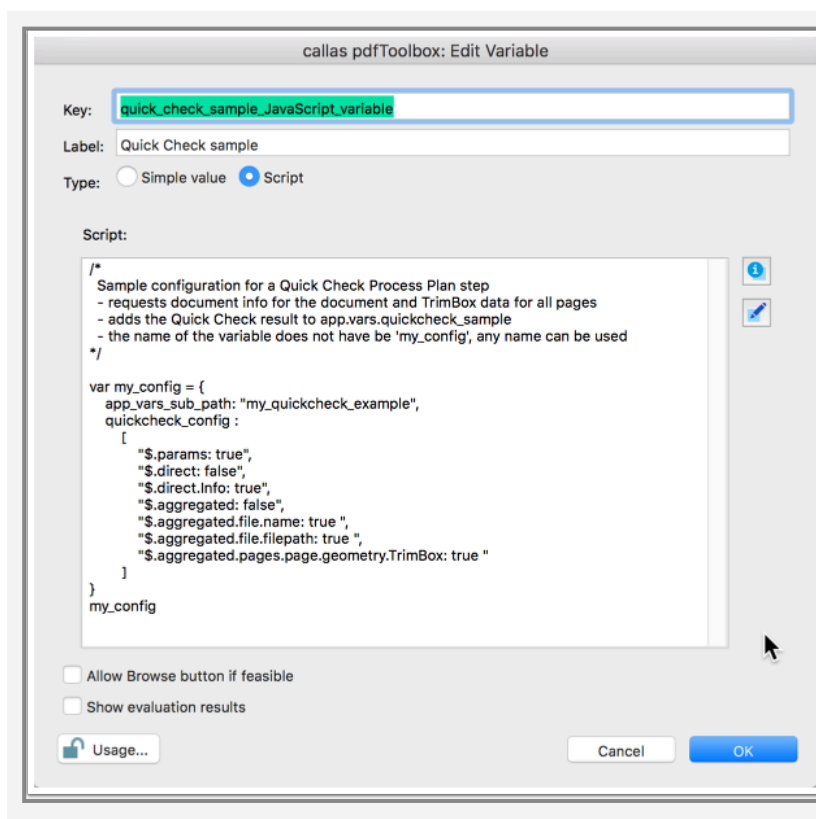 callas pdfToolbox: Edit Variable
Key: quick_check_sample_JavaScript_variable
Label: Quick Check sample
Type: Simple value Script
Script:
/*
Sample configuration for a Quick Check Process Plan step
- requests document info for the document and TrimBox data for all pages
- adds the Quick Check result to app.vars.quickcheck_sample
- the name of the variable does not have be 'my_config', any name can be used
*/
var my_config = {
app_vars_sub_path: "my_quickcheck_example",
quickcheck_config :
[
"$.params: true",
"$.direct: false",
"$.direct.Info: true",
"$.aggregated: false",
"$.aggregated.file.name: true ",
"$.aggregated.file.filepath: true ",
"$.aggregated.pages.page.geometry.TrimBox: true "
]
}
my_config
Allow Browse button if feasible
Show evaluation results
Usage... Cancel OK